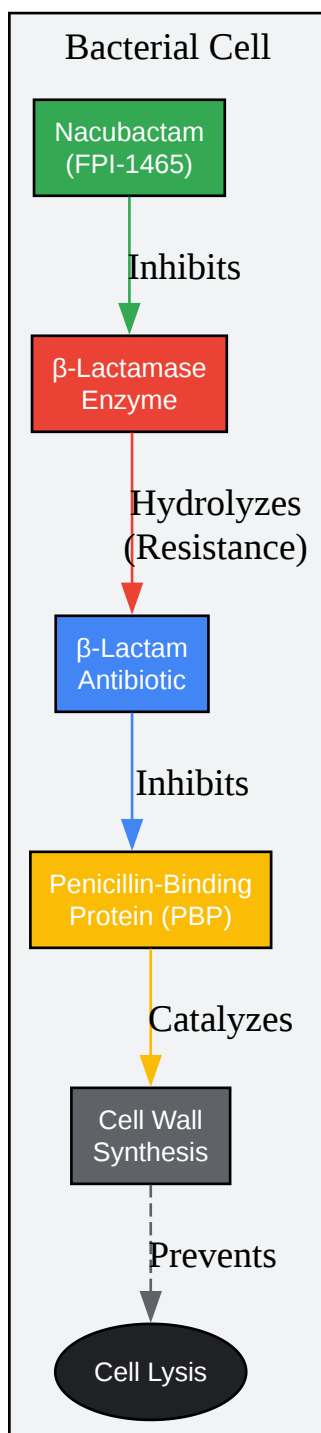 Bacterial Cell
Nacubactam
(FPI-1465)
Inhibits
β-Lactamase
Enzyme
Hydrolyzes
(Resistance)
β-Lactam
Antibiotic
Inhibits
Penicillin-Binding
Protein (PBP)
Catalyzes
Cell Wall
Synthesis
Prevents
Cell Lysis